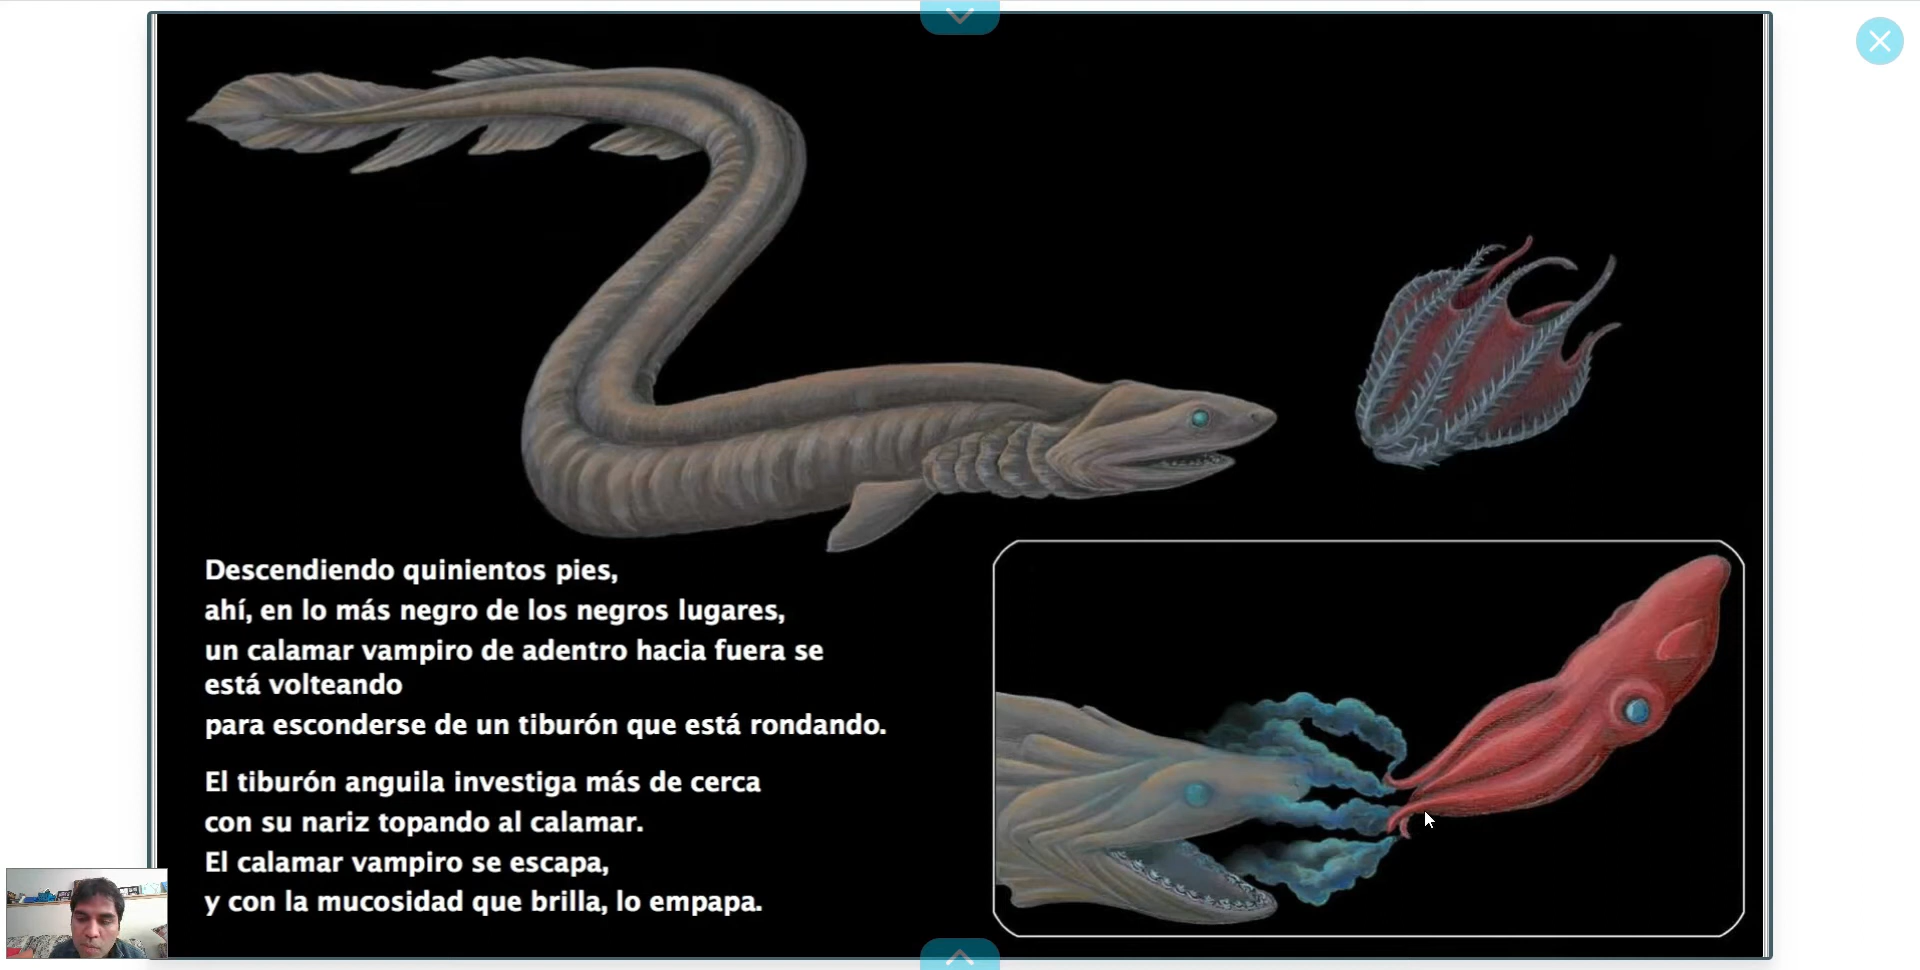 Descendiendo quinientos pies,
ahí, en lo más negro de los negros lugares,
un calamar vampiro de adentro hacia fuera se
está volteando
para esconderse de un tiburón que está rondando.
El tiburón anguila investiga más de cerca
con su nariz topando al calamar.
El calamar vampiro se escapa,
y con la mucosidad que brilla, lo empapa.